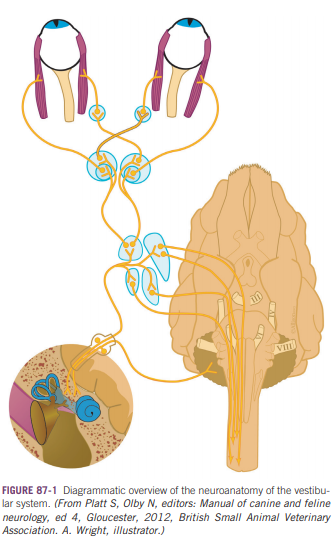 VIII
FIGURE 87-1 Diagrammatic overview of the neuroanatomy of the vestibu-
lar system. (From Platt S, Olby N, editors: Manual of canine and feline
neurology, ed 4, Gloucester, 2012, British Small Animal Veterinary
Association. A. Wright, illustrator.)